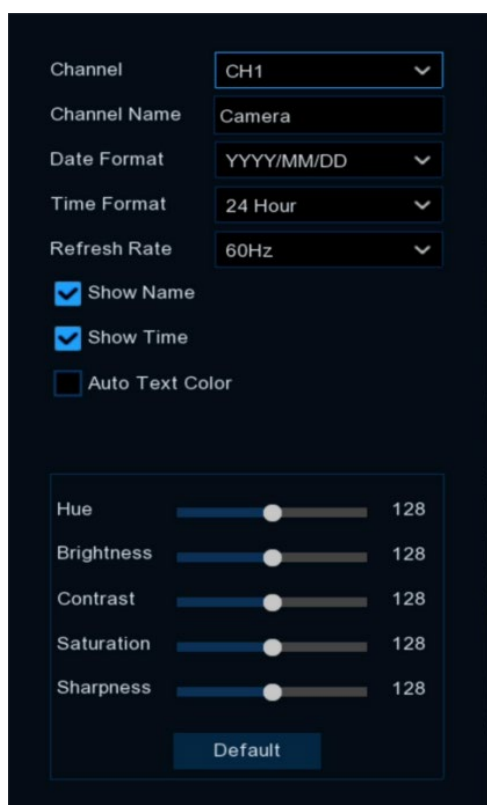 Channel CH1
Channel Name Camera
Date Format YYYY/MM/DD
Time Format 24 Hour
Refresh Rate 60Hz
Show Name
Show Time
Auto Text Color
Hue 128
Brightness 128
Contrast 128
Saturation 128
Sharpness 128
Default